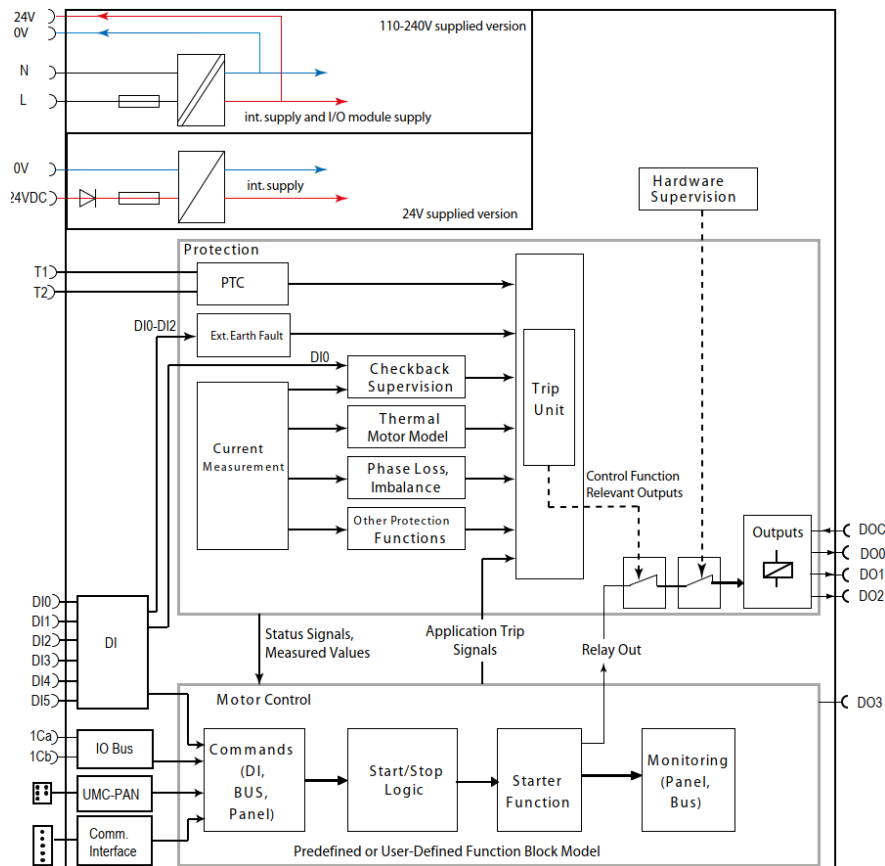 24V
110-240V supplied version
0V
N
L
int. supply and I/O module supply
0V
int. supply
24VDC
24V supplied version
Hardware
Supervision
Protection
T1
PTC
T2
DI0-DI2
Ext. Earth Fault
DI0
Checkback
Supervision
Trip
Unit
Thermal
Motor Model
Current
Measurement
Phase Loss,
Imbalance
Control Function
Relevant Outputs
Other Protection
Functions
Outputs
DOC
DO0
DO1
DO2
DI0
DI1
DI2
DI3
DI4
DI5
DI
Status Signals,
Measured Values
Application Trip
Signals
Relay Out
Motor Control
DO3
1Ca
1Cb
IO Bus
UMC-PAN
Comm.
Interface
Commands
(DI,
BUS,
Panel)
Start/Stop
Logic
Starter
Function
Monitoring
(Panel,
Bus)
Predefined or User-Defined Function Block Model